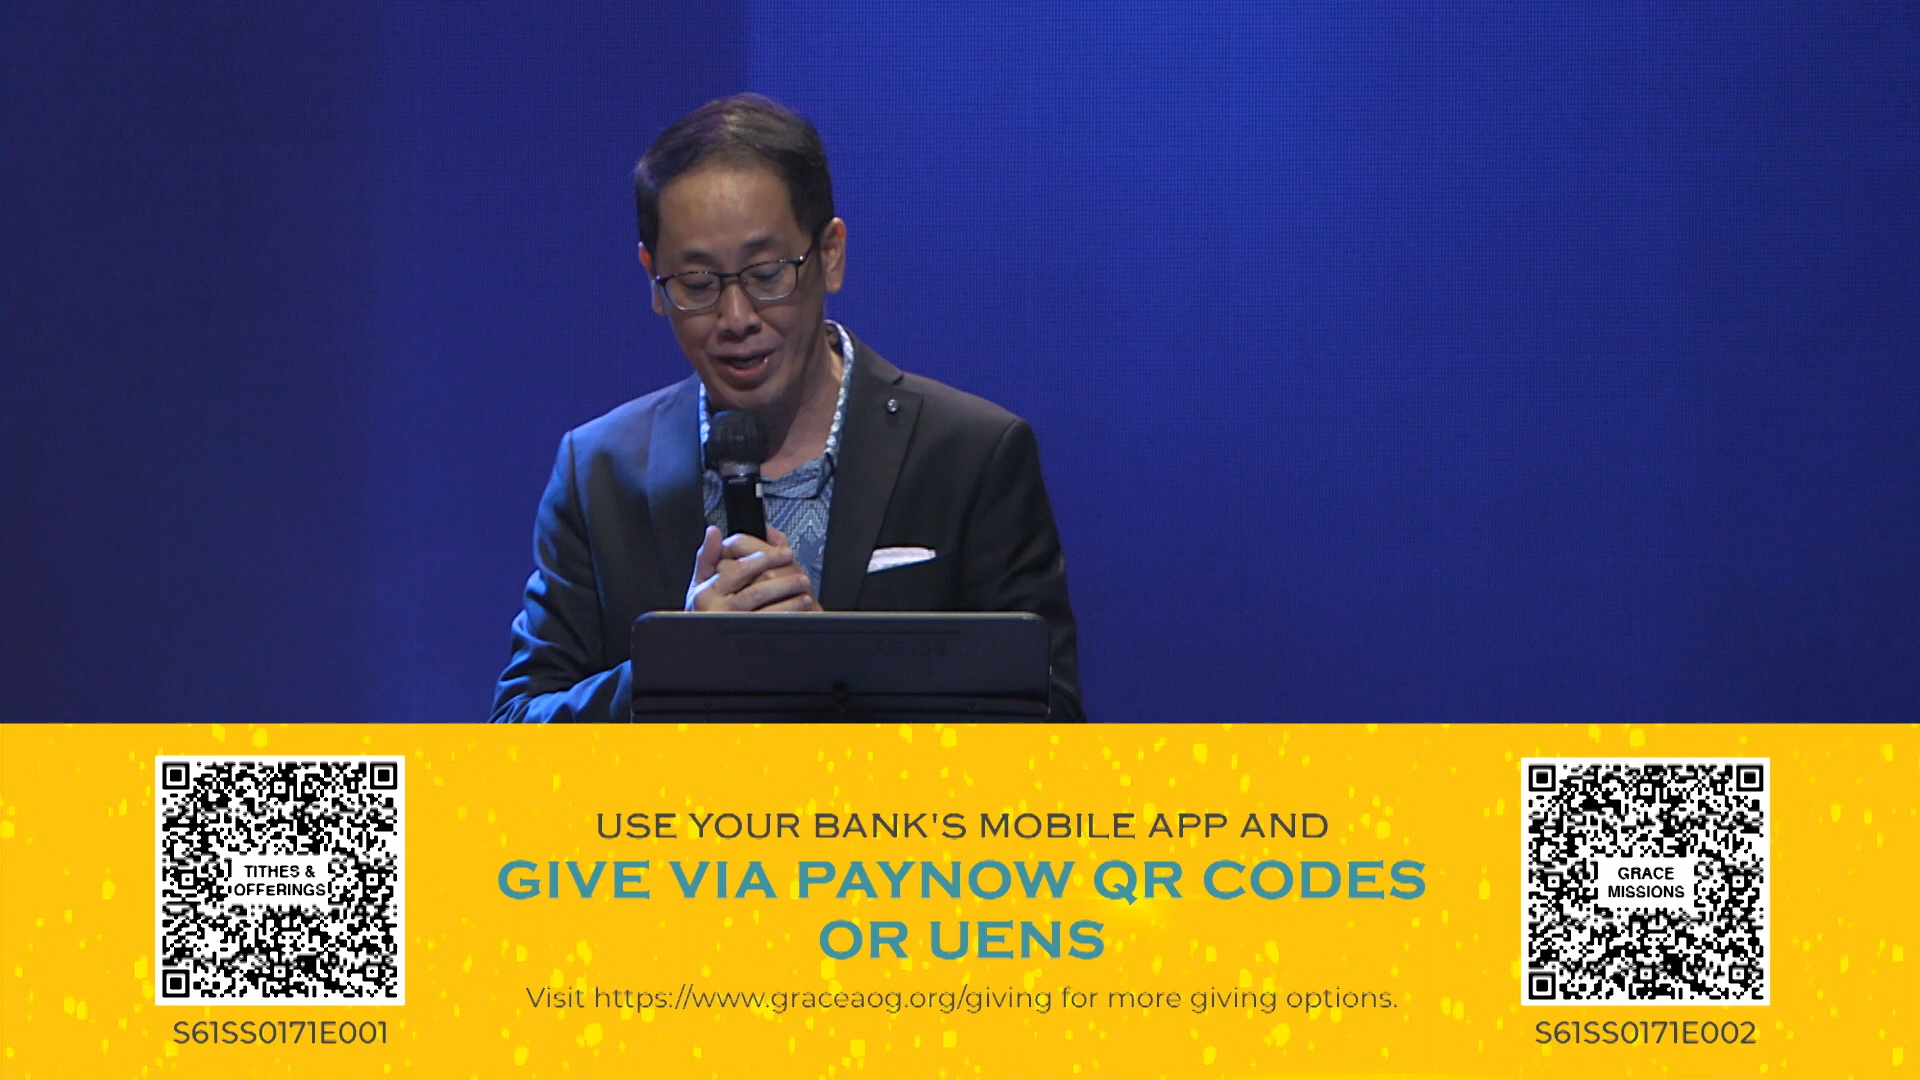 TITHES &
OFFERINGS
S61SS0171E001
USE YOUR BANK'S MOBILE APP AND
GIVE VIA PAYNOW QR CODES
OR UENS
Visit https://www.graceaog.org/giving for more giving options.
GRACE
MISSIONS
S61SS0171E002